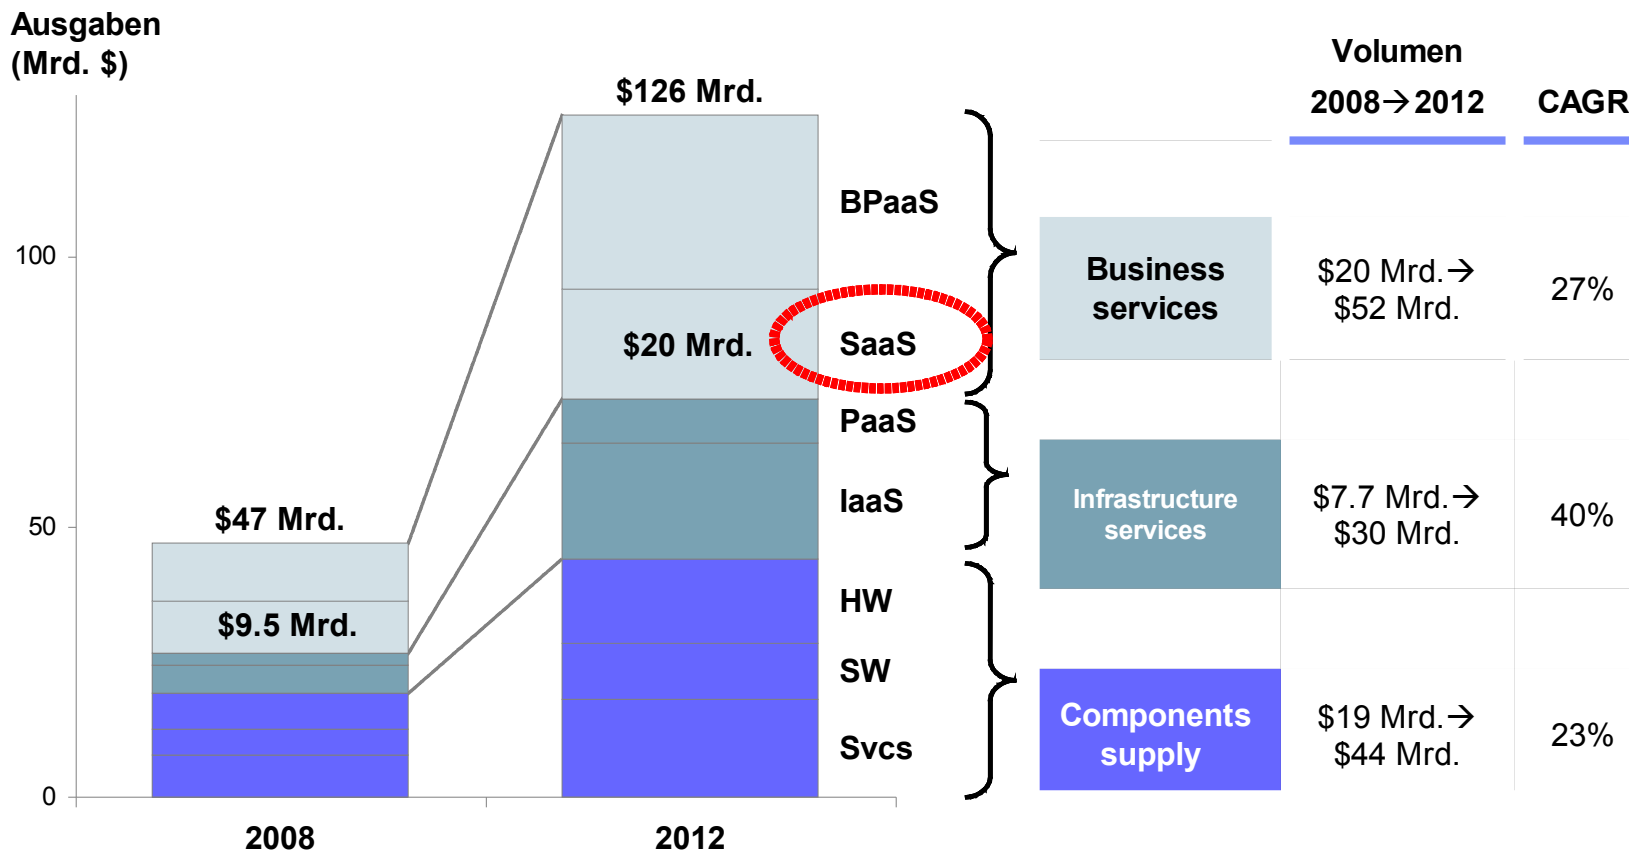 Ausgaben
(Mrd. $)
100
50
0
$47 Mrd.
$9.5 Mrd.
2008
$126 Mrd.
$20 Mrd.
2012
BPaaS
SaaS
PaaS
IaaS
HW
SW
Svcs
Volumen
2008→2012
CAGR
Business
services
$20 Mrd.→
$52 Mrd.
27%
Infrastructure
services
$7.7 Mrd.→
$30 Mrd.
40%
Components
supply
$19 Mrd.→
$44 Mrd.
23%